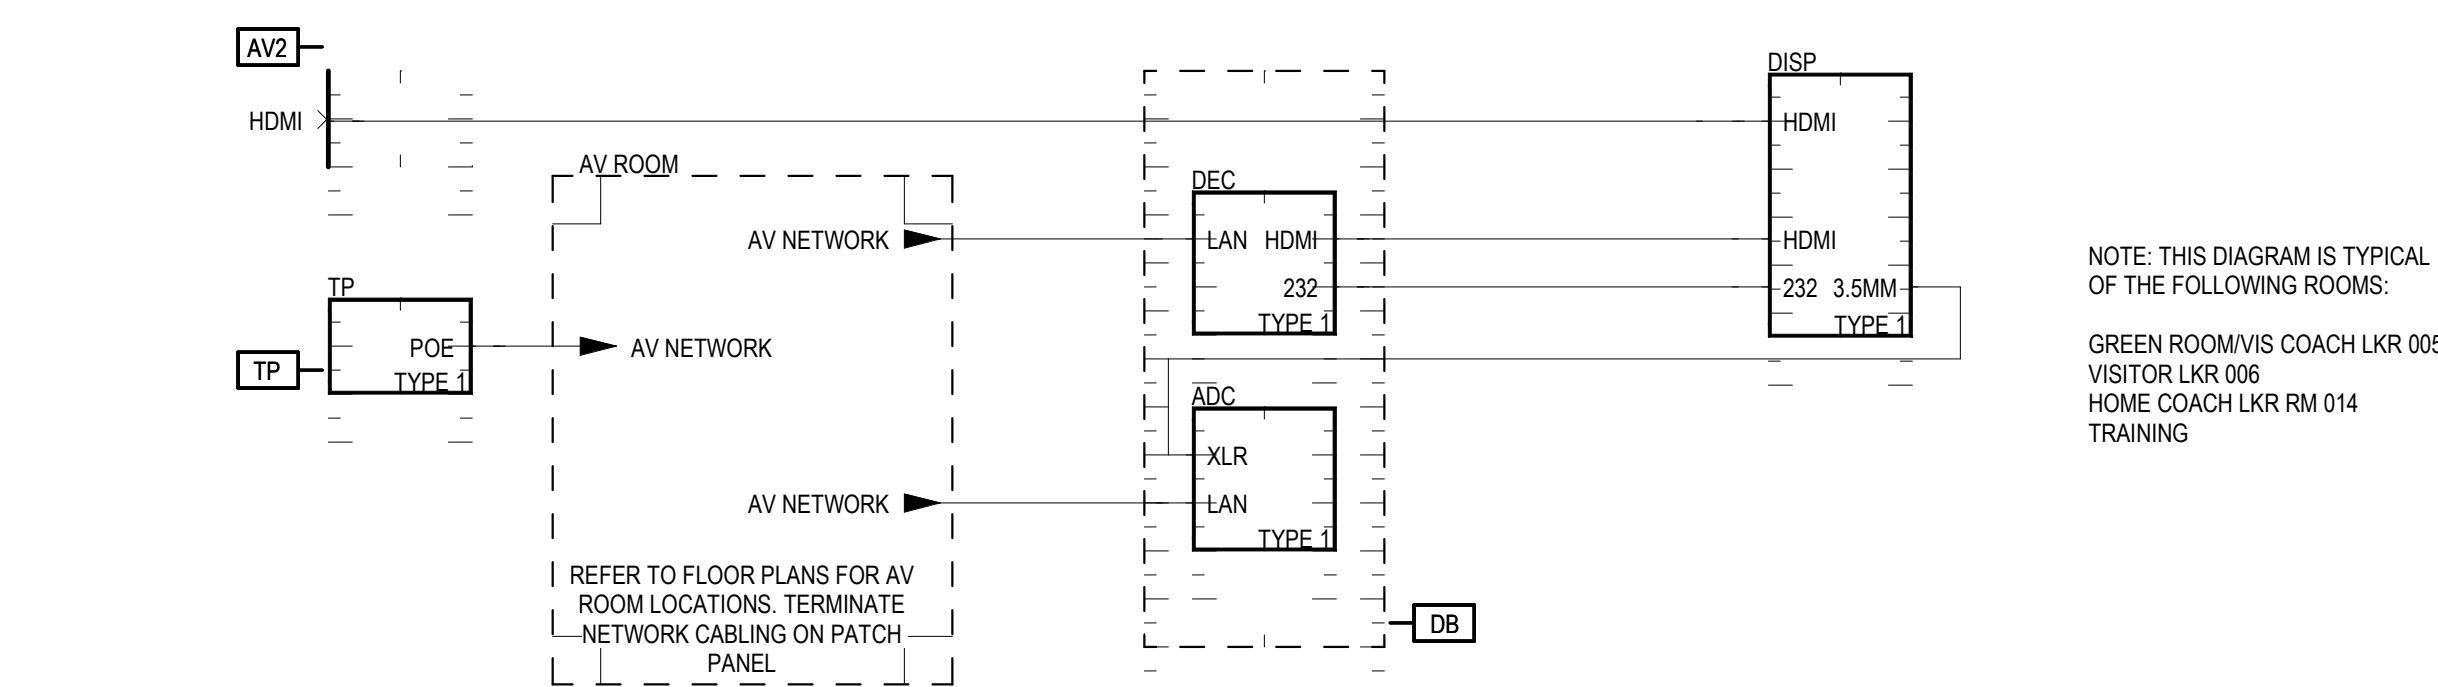 AV2
HDMI
AV ROOM
AV NETWORK
TP
POE
TYPE 1
TP
AV NETWORK
AV NETWORK
REFER TO FLOOR PLANS FOR AV
ROOM LOCATIONS. TERMINATE
NETWORK CABLING ON PATCH
PANEL
DEC
LAN HDMI
232
TYPE 1
ADC
XLR
LAN
TYPE 1
DB
DISP
HDMI
HDMI
232 3.5MM
TYPE 1
NOTE: THIS DIAGRAM IS TYPICAL
OF THE FOLLOWING ROOMS:
GREEN ROOM/VIS COACH LKR 005
VISITOR LKR 006
HOME COACH LKR RM 014
TRAINING